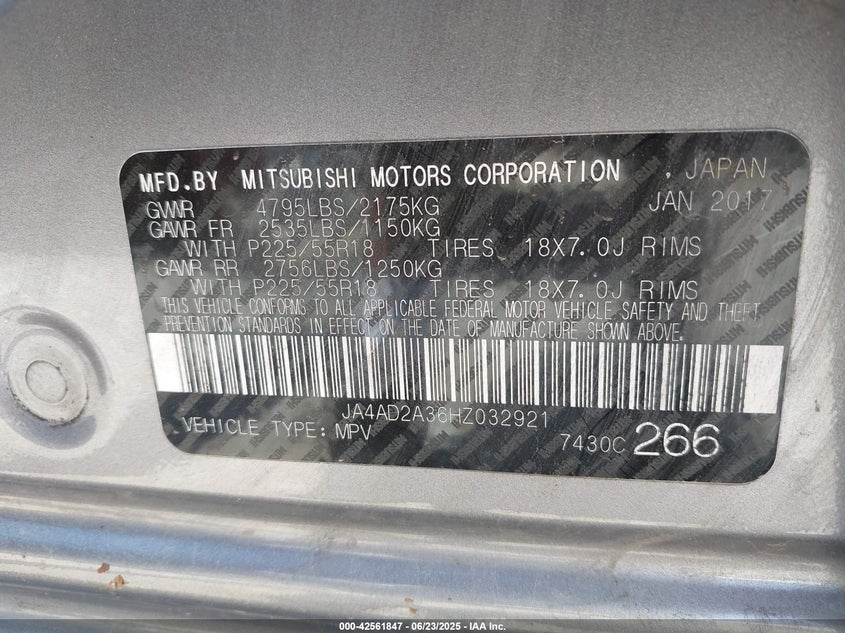 MFD.BY MITSUBISHI MOTORS CORPORATION , JAPAN
GVWR 4795LBS/2175KG JAN 2017
GAWR FR 2535LBS/1150KG
WITH P225/55R18 TIRES 18X7.0J RIMS
GAWR RR 2756LBS/1250KG
WITH P225/55R18 TIRES 18X7.0J RIMS
THIS VEHICLE CONFORMS TO ALL APPLICABLE FEDERAL MOTOR VEHICLE SAFETY AND THEFT
PREVENTION STANDARDS IN EFFECT ON THE DATE OF MANUFACTURE SHOWN ABOVE.
JA4AD2A36HZ032921
VEHICLE TYPE: MPV 7430C 266
000-42561847 - 06/23/2025 - IAA Inc.